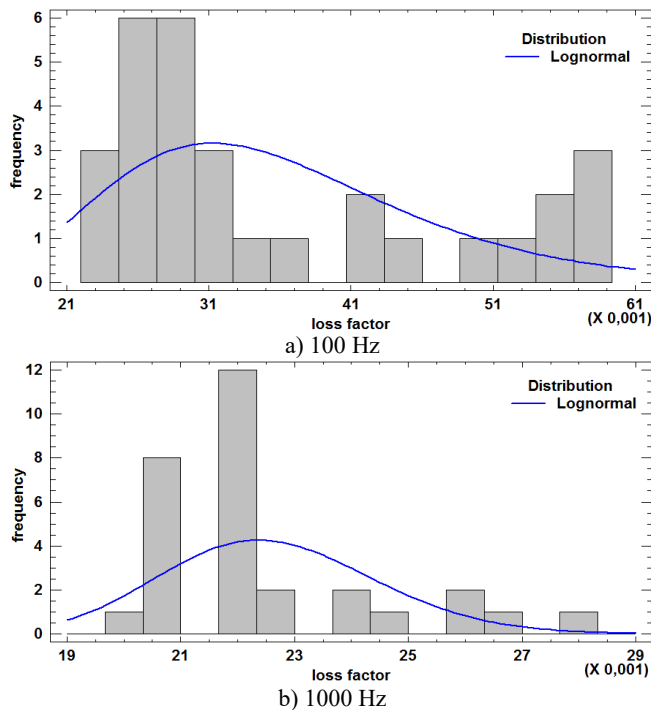 Distribution
Lognormal
frequency
6
5
4
3
2
1
0
21
31
41
51
61
loss factor
(X 0,001)
a) 100 Hz
Distribution
Lognormal
frequency
12
10
8
6
4
2
0
19
21
23
25
27
29
loss factor
(X 0,001)
b) 1000 Hz